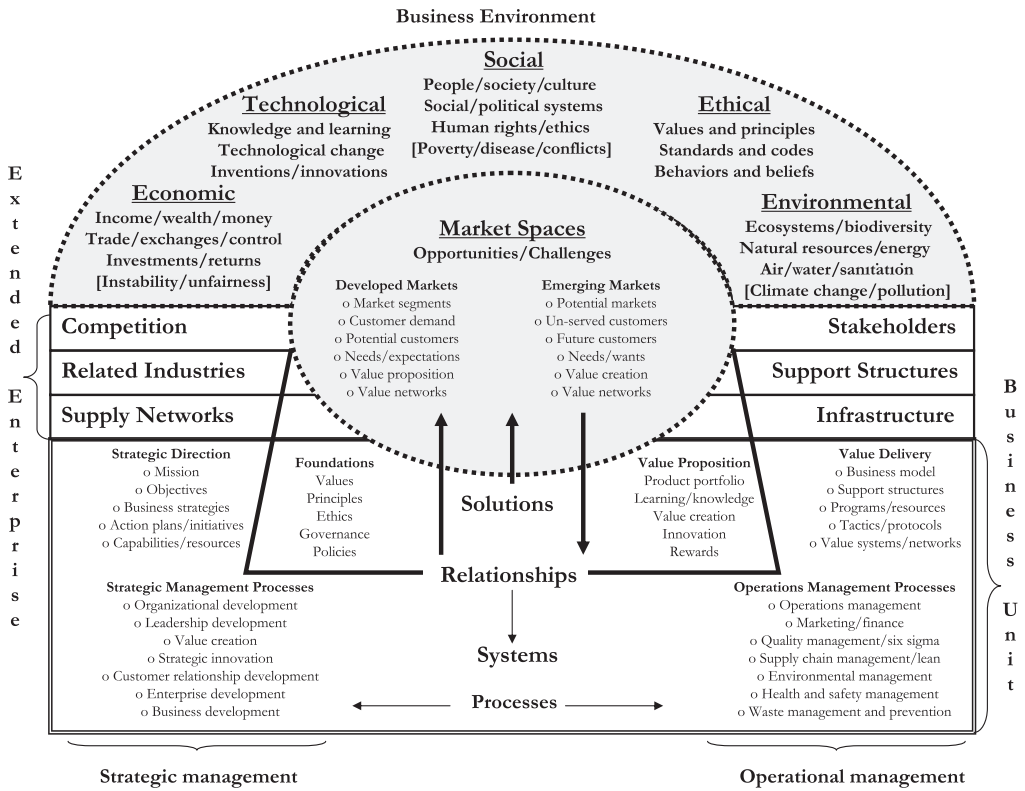 Business Environment
Social
People/society/culture
Social/political systems
Human rights/ethics
[Poverty/disease/conflicts]
Technological
Knowledge and learning
Technological change
Inventions/innovations
Ethical
Values and principles
Standards and codes
Behaviors and beliefs
Economic
Income/wealth/money
Trade/exchanges/control
Investments/returns
[Instability/unfairness]
Environmental
Ecosystems/biodiversity
Natural resources/energy
Air/water/sanitation
[Climate change/pollution]
Market Spaces
Opportunities/Challenges
Developed Markets
o Market segments
o Customer demand
o Potential customers
o Needs/expectations
o Value proposition
o Value networks
Emerging Markets
o Potential markets
o Un-served customers
o Future customers
o Needs/wants
o Value creation
o Value networks
Extended Enterprise
Competition
Related Industries
Supply Networks
Stakeholders
Support Structures
Infrastructure
Business Unit
Strategic Direction
o Mission
o Objectives
o Business strategies
o Action plans/initiatives
o Capabilities/resources
Foundations
Values
Principles
Ethics
Governance
Policies
Solutions
Value Proposition
Product portfolio
Learning/knowledge
Value creation
Innovation
Rewards
Value Delivery
o Business model
o Support structures
o Programs/resources
o Tactics/protocols
o Value systems/networks
Relationships
Strategic Management Processes
o Organizational development
o Leadership development
o Value creation
o Strategic innovation
o Customer relationship development
o Enterprise development
o Business development
Systems
Processes
Operations Management Processes
o Operations management
o Marketing/finance
o Quality management/six sigma
o Supply chain management/lean
o Environmental management
o Health and safety management
o Waste management and prevention
Strategic management
Operational management